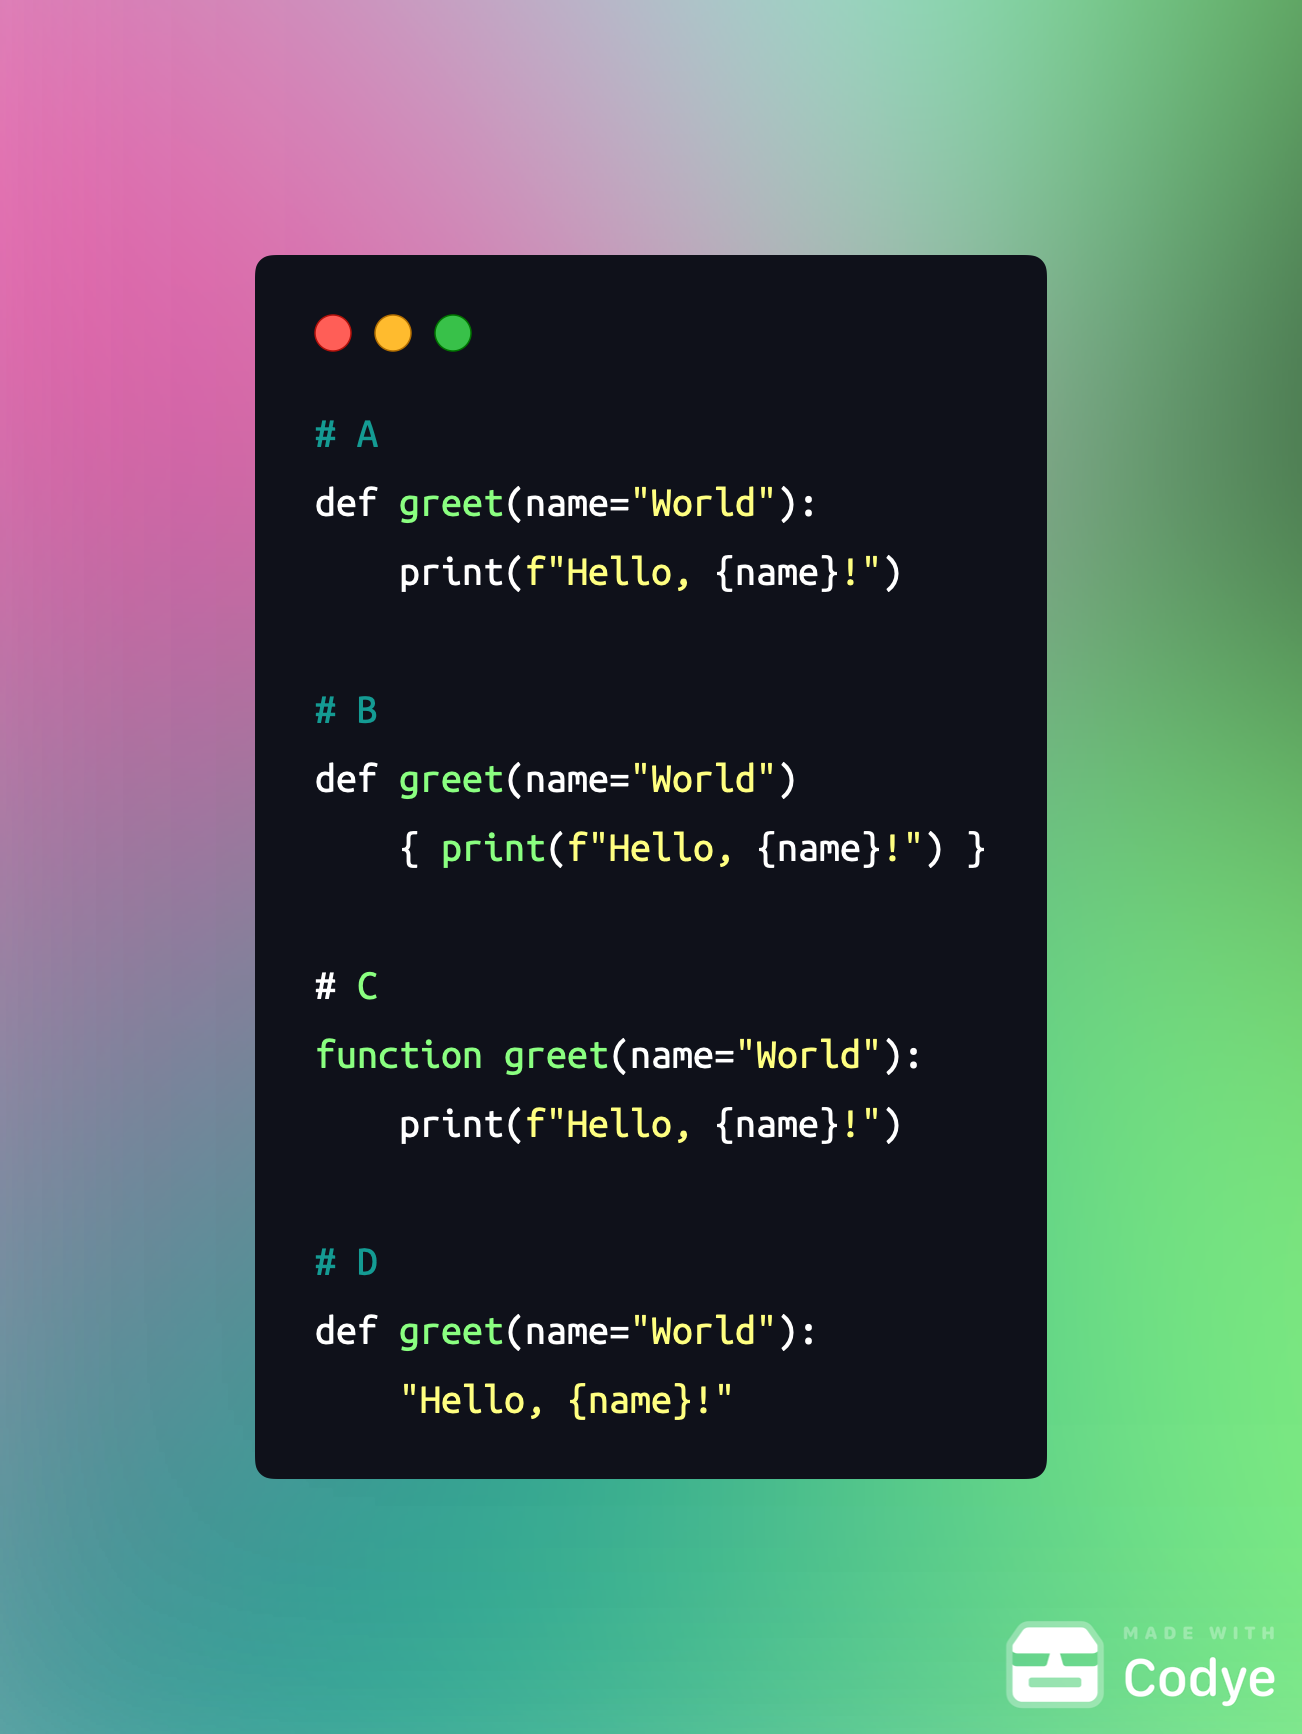 # A
def greet(name="World"):
    print(f"Hello, {name}!")

# B
def greet(name="World")
    { print(f"Hello, {name}!") }

# C
function greet(name="World"):
    print(f"Hello, {name}!")

# D
def greet(name="World"):
    "Hello, {name}!"
MADE WITH
Codye